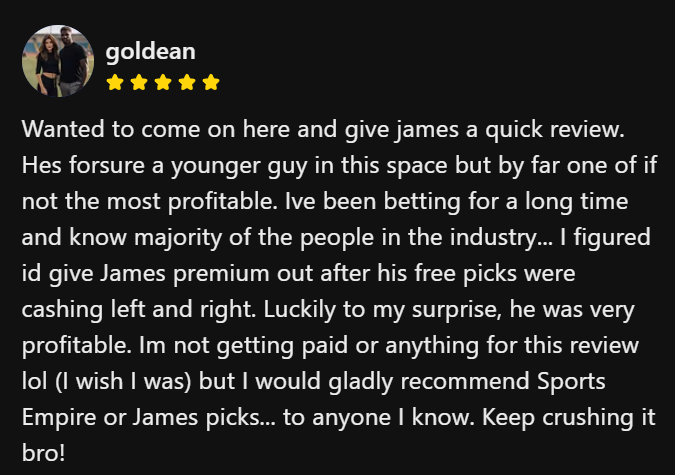 goldean
Wanted to come on here and give james a quick review.
Hes forsure a younger guy in this space but by far one of if
not the most profitable. Ive been betting for a long time
and know majority of the people in the industry... I figured
id give James premium out after his free picks were
cashing left and right. Luckily to my surprise, he was very
profitable. Im not getting paid or anything for this review
lol (I wish I was) but I would gladly recommend Sports
Empire or James picks... to anyone I know. Keep crushing it
bro!